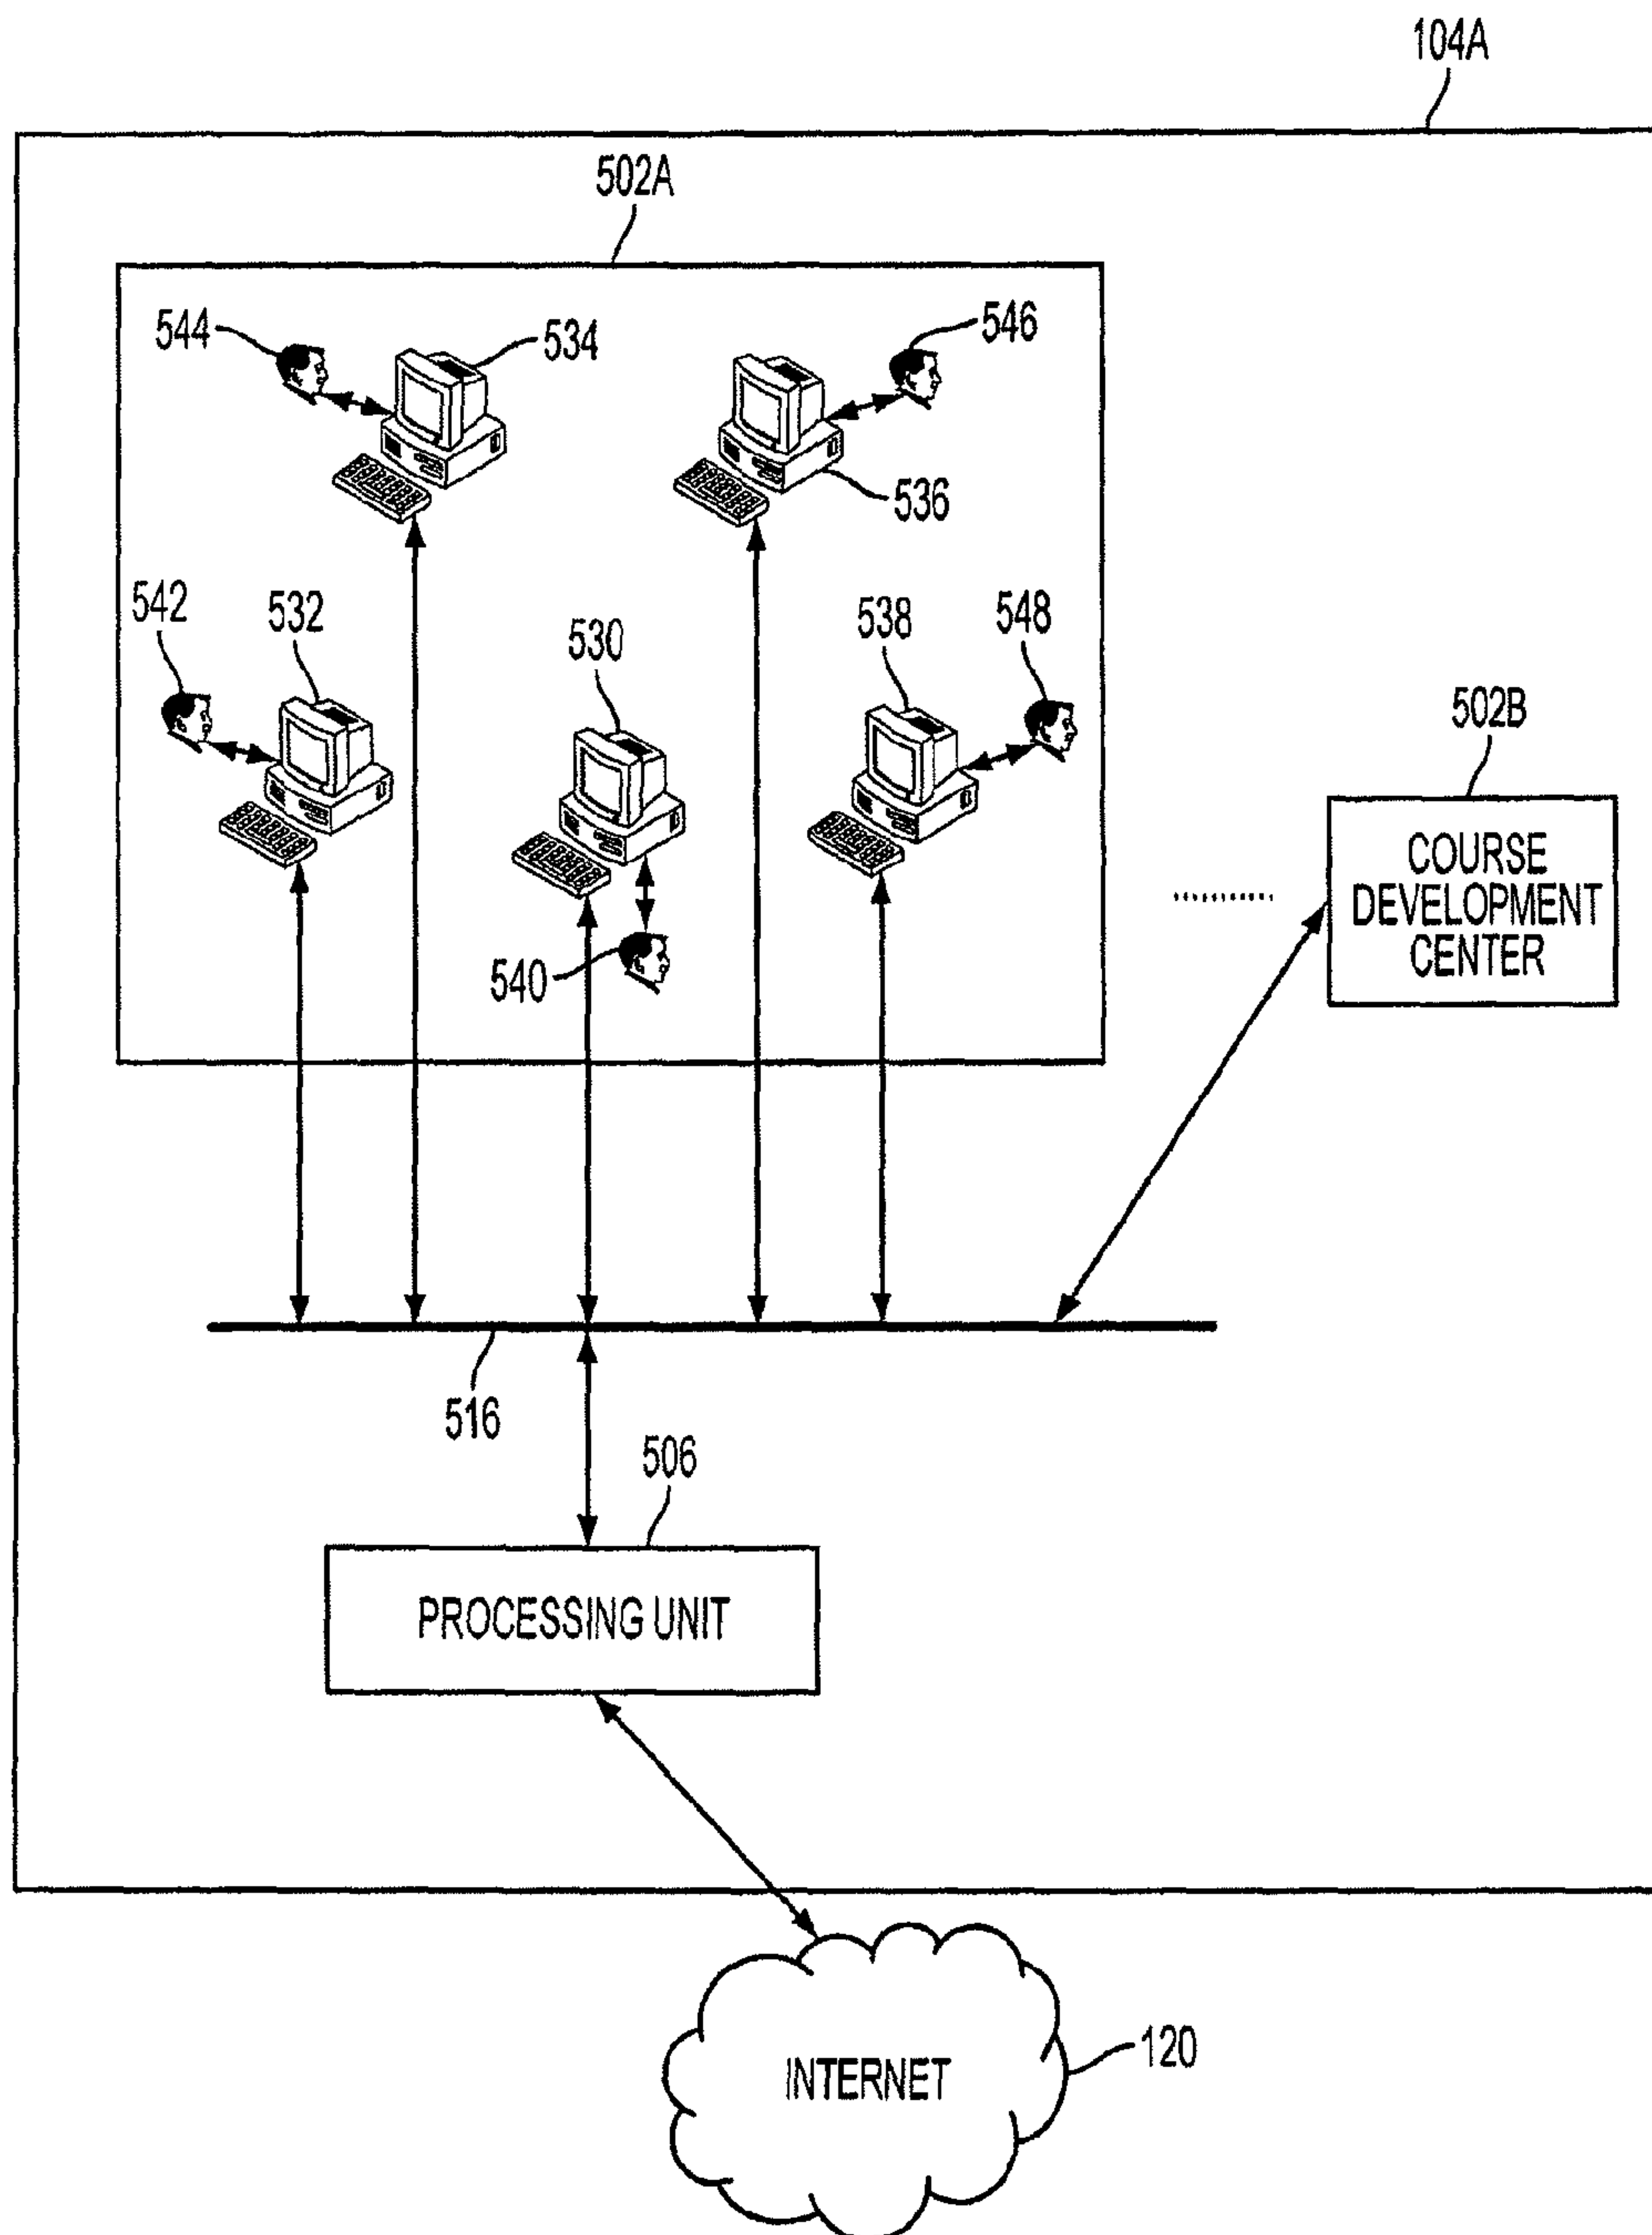 104A
502A
544
534
546
536
542
532
530
538
548
502B
COURSE
DEVELOPMENT
CENTER
540
516
506
PROCESSING UNIT
INTERNET
120